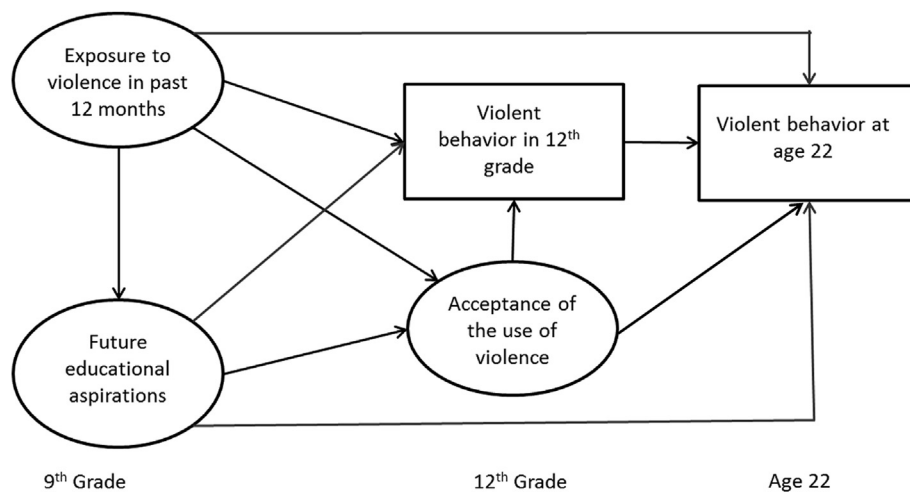 Exposure to
violence in past
12 months
Violent
behavior in 12th
grade
Violent behavior at
age 22
Future
educational
aspirations
Acceptance of
the use of
violence
9th Grade
12th Grade
Age 22